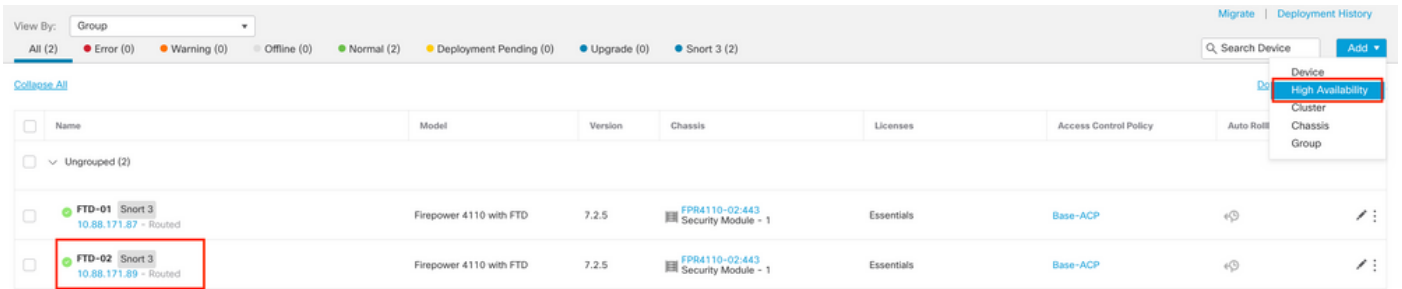 Migrate | Deployment History
View By: Group
All (2) Error (0) Warning (0) Offline (0) Normal (2) Deployment Pending (0) Upgrade (0) Snort 3 (2) Search Device Add
Collapse All Do
Device
High Availability
Cluster
Chassis
Group
Name Model Version Chassis Licenses Access Control Policy Auto Roll
Ungrouped (2)
FTD-01 Snort 3
10.88.171.87 - Routed
Firepower 4110 with FTD 7.2.5
FPR4110-02:443
Security Module - 1
Essentials Base-ACP
FTD-02 Snort 3
10.88.171.89 - Routed
Firepower 4110 with FTD 7.2.5
FPR4110-02:443
Security Module - 1
Essentials Base-ACP